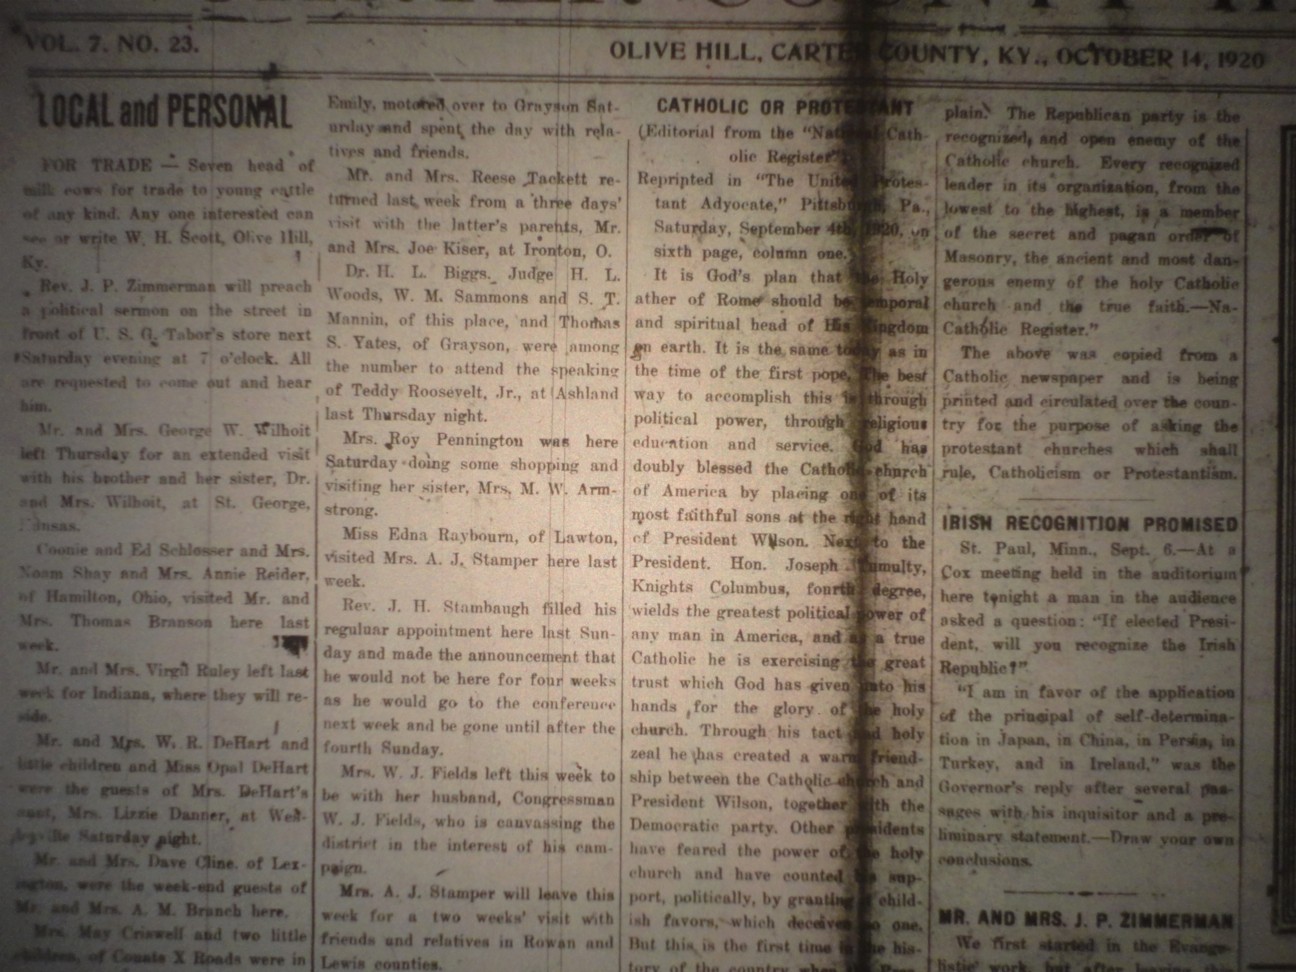 VOL. 7. NO. 23.
OLIVE HILL, CARTER COUNTY, KY., OCTOBER 14, 1920
LOCAL and PERSONAL
FOR TRADE — Seven head of
milk cows for trade to young cattle
of any kind. Any one interested can
see or write W. H. Scott, Olive Hill,
Ky.
Rev. J. P. Zimmerman will preach
a political sermon on the street in
front of U. S. G. Tabor's store next
Saturday evening at 7 o'clock. All
are requested to come out and hear
him.
Mr. and Mrs. George W. Wilhoit
left Thursday for an extended visit
with his brother and her sister, Dr.
and Mrs. Wilhoit, at St. George,
Kansas.
Coonie and Ed Schlosser and Mrs.
Noam Shay and Mrs. Annie Reider,
of Hamilton, Ohio, visited Mr. and
Mrs. Thomas Branson here last
week.
Mr. and Mrs. Virgil Ruley left last
week for Indiana, where they will re-
side.
Mr. and Mrs. W. R. DeHart and
little children and Miss Opal DeHart
were the guests of Mrs. DeHart's
aunt, Mrs. Lizzie Danner, at
Saturday night.
Mr. and Mrs. Dave Cline, of Lex-
ington, were the week-end guests of
Mr. and Mrs. A. M. Branch here.
Mrs. May Criswell and two little
children, of Counts X Roads were in
Emily, motored over to Grayson Sat-
urday and spent the day with rela-
tives and friends.
Mr. and Mrs. Reese Tackett re-
turned last week from a three days'
visit with the latter's parents, Mr.
and Mrs. Joe Kiser, at Ironton, O.
Dr. H. L. Biggs. Judge H. L.
Woods, W. M. Sammons and S. T.
Mannin, of this place, and Thomas
S. Yates, of Grayson, were among
the number to attend the speaking
of Teddy Roosevelt, Jr., at Ashland
last Thursday night.
Mrs. Roy Pennington was here
Saturday doing some shopping and
visiting her sister, Mrs. M. W. Arm-
strong.
Miss Edna Raybourn, of Lawton,
visited Mrs. A. J. Stamper here last
week.
Rev. J. H. Stambaugh filled his
reguluar appointment here last Sun-
day and made the announcement that
he would not be here for four weeks
as he would go to the conference
next week and be gone until after the
fourth Sunday.
Mrs. W. J. Fields left this week to
be with her husband, Congressman
W. J. Fields, who is canvassing the
district in the interest of his cam-
paign.
Mrs. A. J. Stamper will leave this
week for a two weeks' visit with
friends and relatives in Rowan and
Lewis counties.
CATHOLIC OR PROTESTANT
(Editorial from the "National Cath-
olic Register")
Reprinted in "The United Protes-
tant Advocate," Pittsburgh, Pa.,
Saturday, September 4th, 1920, on
sixth page, column one.
It is God's plan that the Holy
ather of Rome should be temporal
and spiritual head of His kingdom
on earth. It is the same today as in
the time of the first pope. The best
way to accomplish this is through
political power, through religious
education and service. God has
doubly blessed the Catholic church
of America by placing one of its
most faithful sons at the right hand
of President Wilson. Next to the
President. Hon. Joseph Tumulty,
Knights Columbus, fourth degree,
wields the greatest political power of
any man in America, and as a true
Catholic he is exercising the great
trust which God has given into his
hands for the glory of the holy
church. Through his tact and holy
zeal he has created a warm friend-
ship between the Catholic church and
President Wilson, together with the
Democratic party. Other presidents
have feared the power of the holy
church and have counted its sup-
port, politically, by granting child-
ish favors, which deceived no one.
But this is the first time in the his-
tory of the country when
plain. The Republican party is the
recognized, and open enemy of the
Catholic church. Every recognized
leader in its organization, from the
lowest to the highest, is a member
of the secret and pagan order of
Masonry, the ancient and most dan-
gerous enemy of the holy Catholic
church and the true faith.—Na-
Catholic Register."
The above was copied from a
Catholic newspaper and is being
printed and circulated over the coun-
try for the purpose of asking the
protestant churches which shall
rule, Catholicism or Protestantism.
IRISH RECOGNITION PROMISED
St. Paul, Minn., Sept. 6.—At a
Cox meeting held in the auditorium
here tonight a man in the audience
asked a question: "If elected Presi-
dent, will you recognize the Irish
Republic?"
"I am in favor of the application
of the principal of self-determina-
tion in Japan, in China, in Persia, in
Turkey, and in Ireland," was the
Governor's reply after several pas-
sages with his inquisitor and a pre-
liminary statement.—Draw your own
conclusions.
MR. AND MRS. J. P. ZIMMERMAN
We first started in the Evange-
listic work, but after